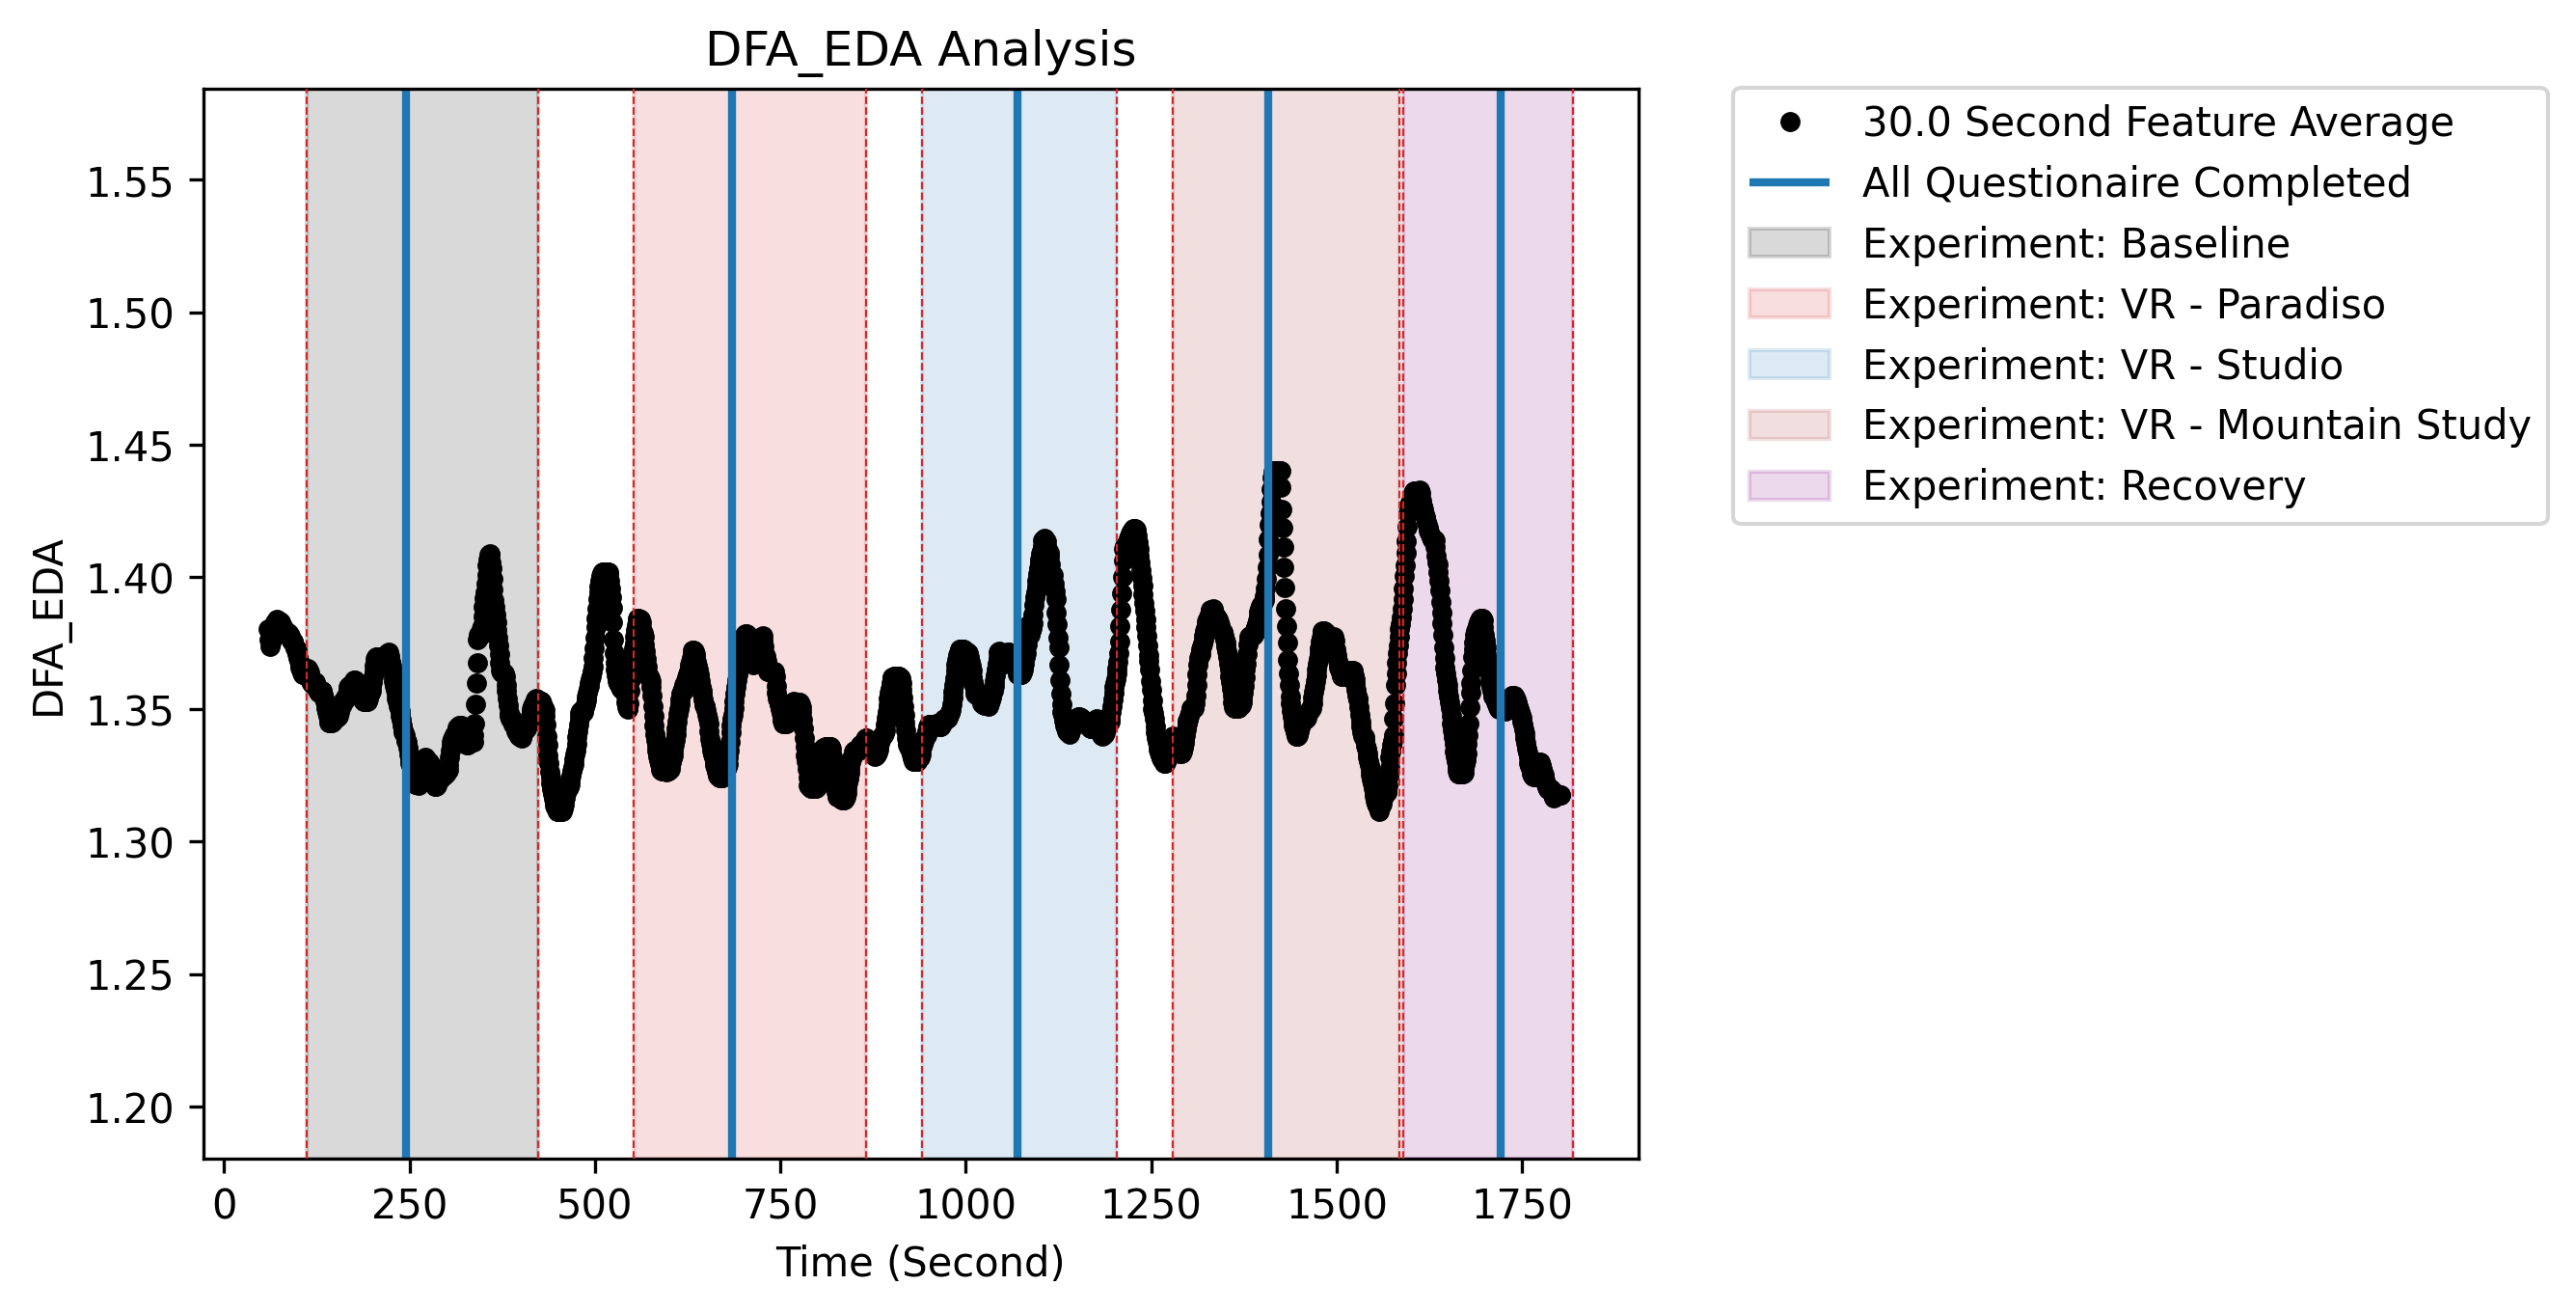 DFA_EDA Analysis
DFA_EDA
1.55
1.50
1.45
1.40
1.35
1.30
1.25
1.20
0 250 500 750 1000 1250 1500 1750
Time (Second)
30.0 Second Feature Average
All Questionaire Completed
Experiment: Baseline
Experiment: VR - Paradiso
Experiment: VR - Studio
Experiment: VR - Mountain Study
Experiment: Recovery